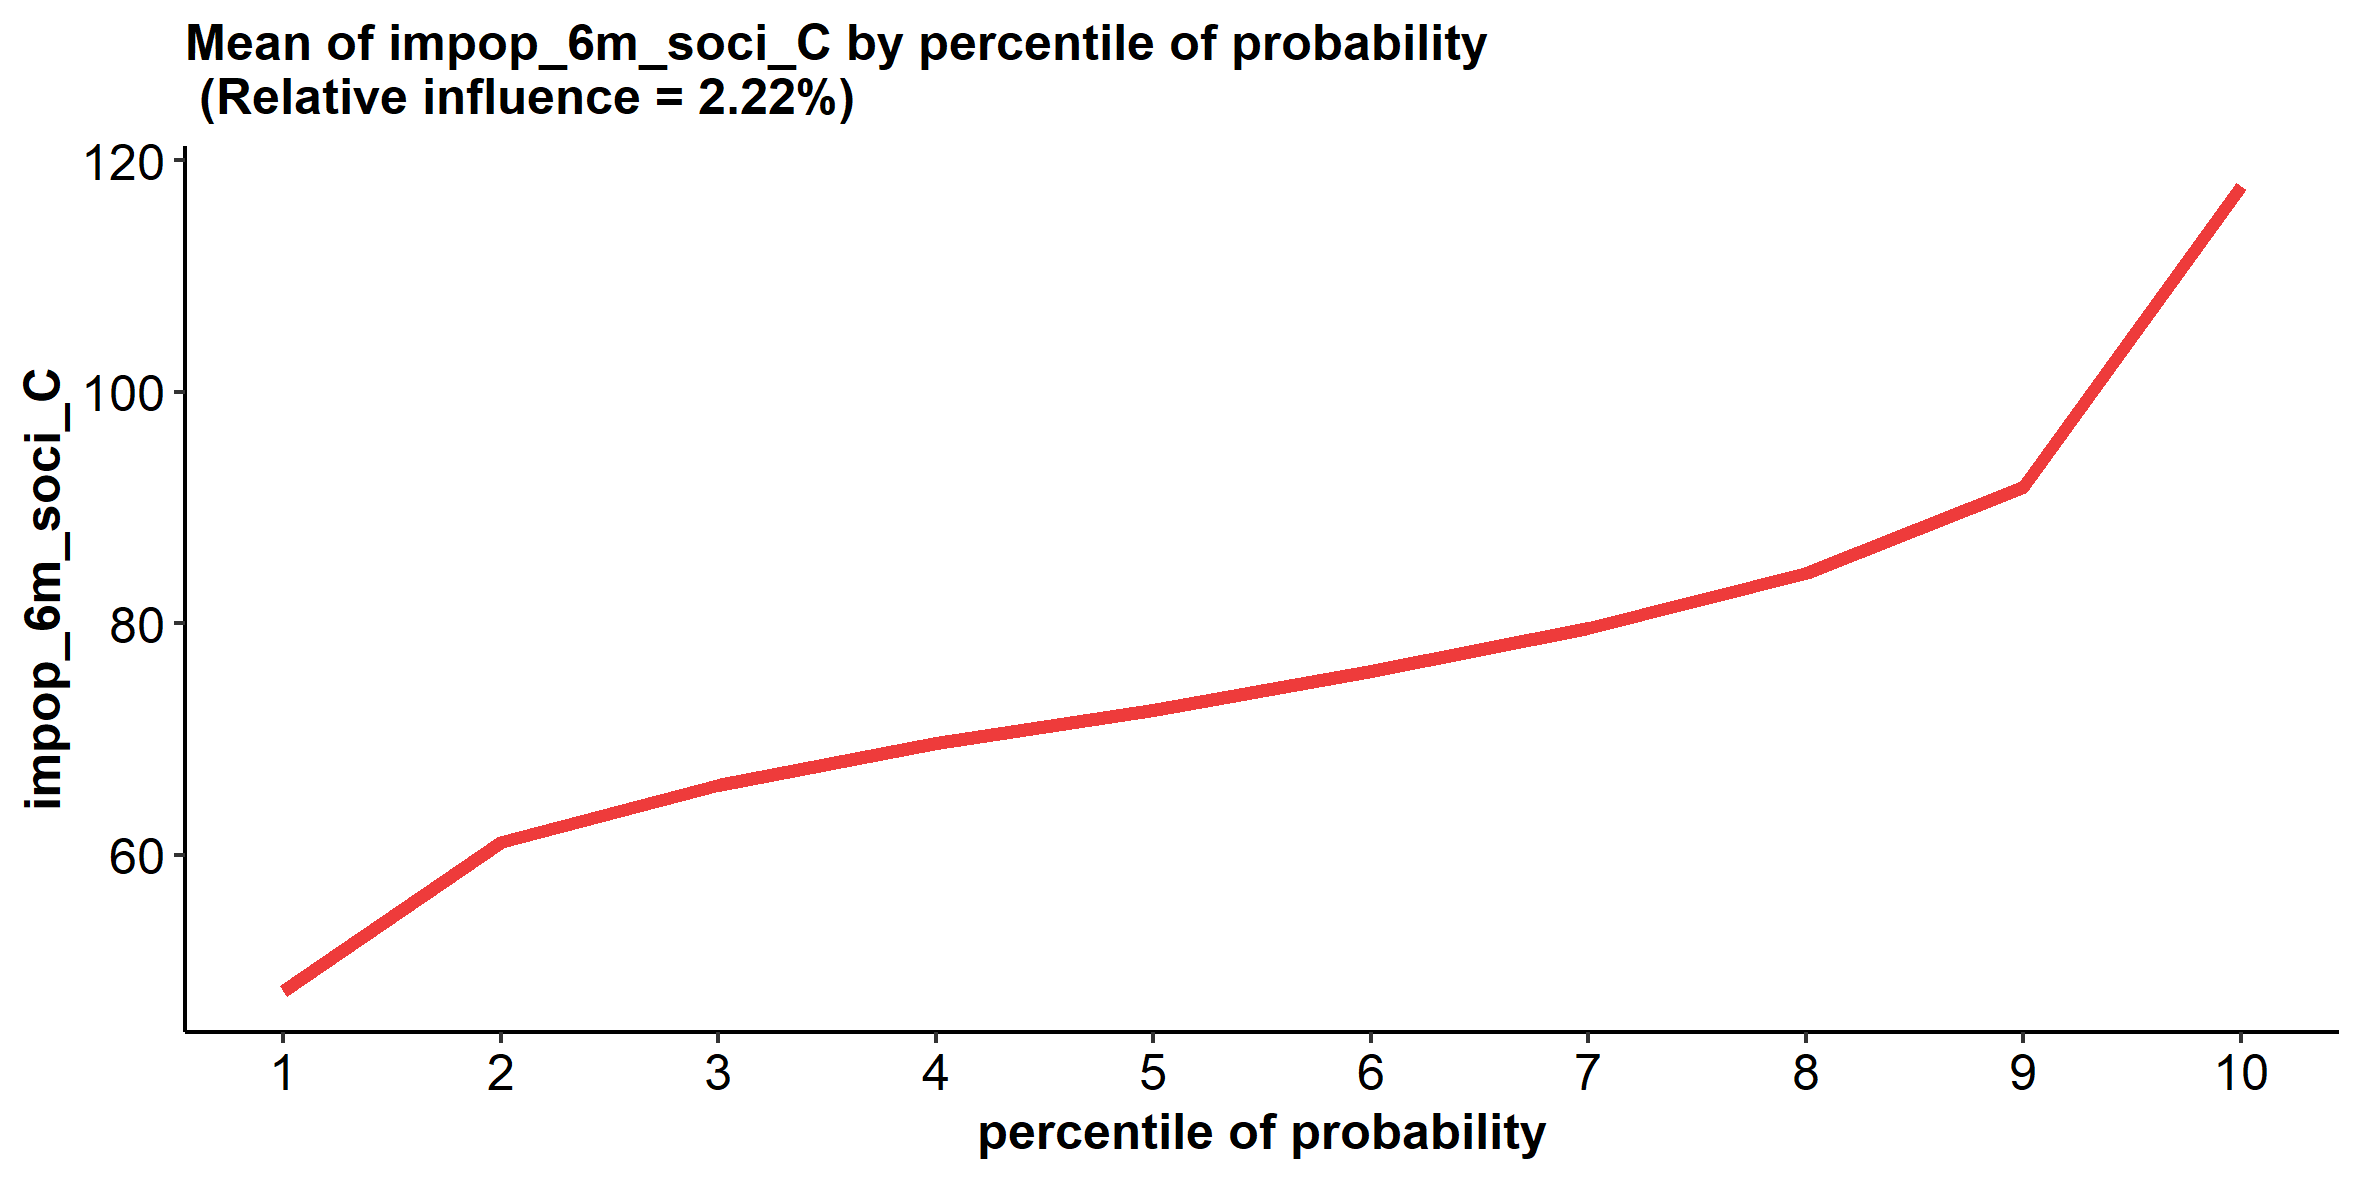 Mean of impop_6m_soci_C by percentile of probability
(Relative influence = 2.22%)
impop_6m_soci_C
120
100
80
60
1 2 3 4 5 6 7 8 9 10
percentile of probability